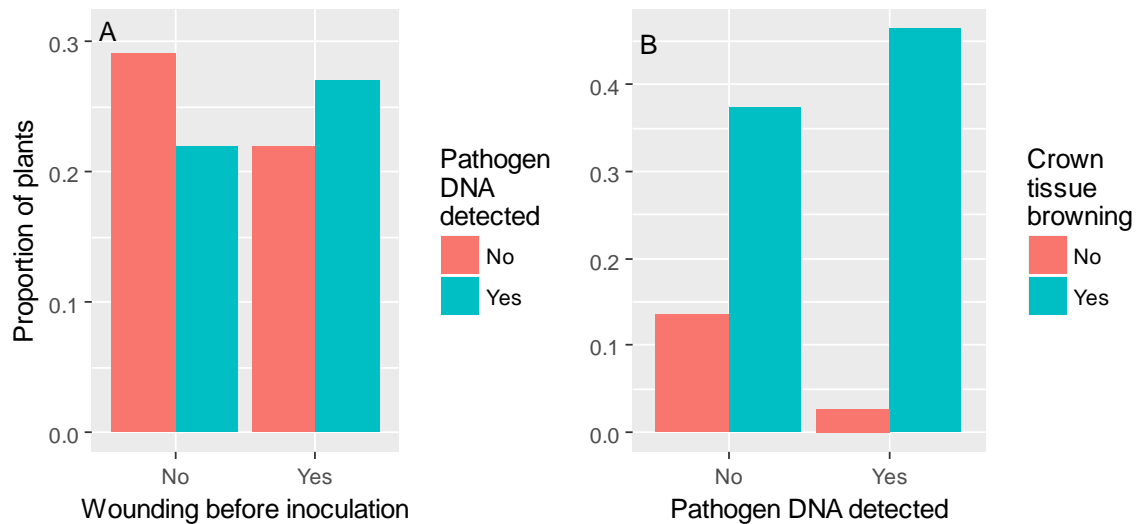 A
Proportion of plants
0.3
0.2
0.1
0.0
No
Yes
Wounding before inoculation
Pathogen
DNA
detected
No
Yes
B
0.4
0.3
0.2
0.1
0.0
No
Yes
Pathogen DNA detected
Crown
tissue
browning
No
Yes